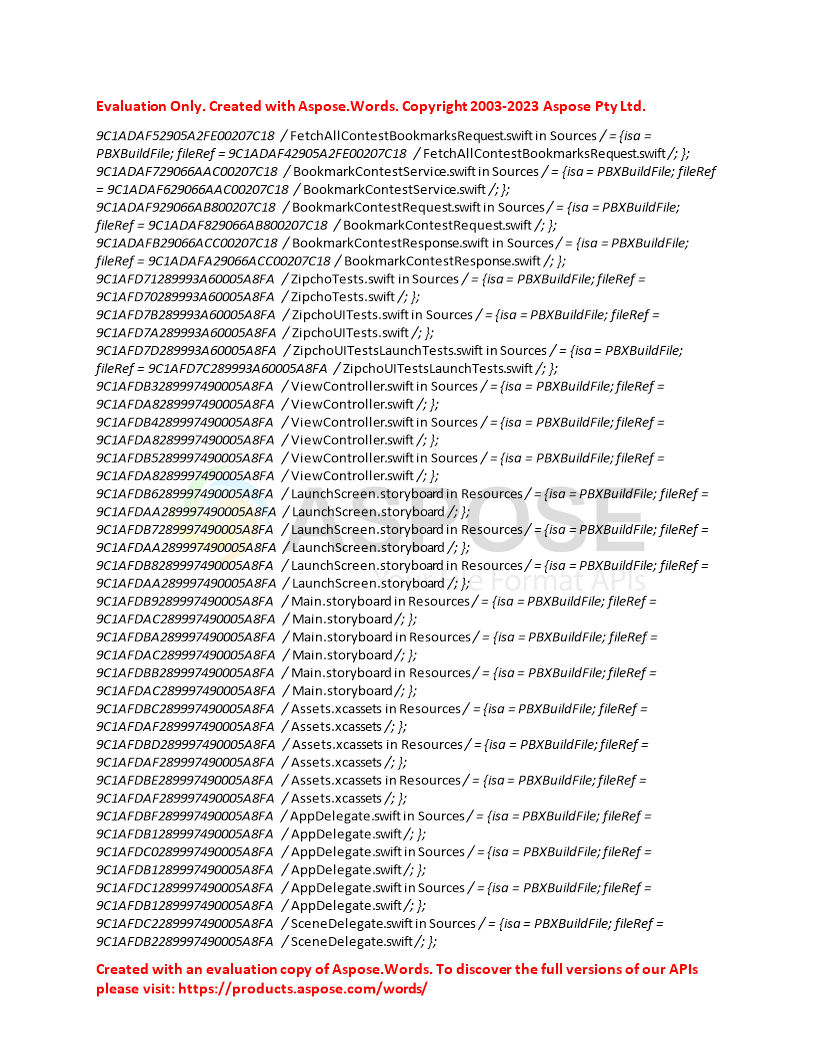 Evaluation Only. Created with Aspose.Words. Copyright 2003-2023 Aspose Pty Ltd.
9C1ADAF52905A2FE00207C18 / FetchAllContestBookmarksRequest.swift in Sources / = {isa =
PBXBuildFile; fileRef = 9C1ADAF42905A2FE00207C18 / FetchAllContestBookmarksRequest.swift /; };
9C1ADAF729066AAC00207C18 / BookmarkContestService.swift in Sources / = {isa = PBXBuildFile; fileRef
= 9C1ADAF629066AAC00207C18 / BookmarkContestService.swift /; };
9C1ADAF929066AB800207C18 / BookmarkContestRequest.swift in Sources / = {isa = PBXBuildFile;
fileRef = 9C1ADAF829066AB800207C18 / BookmarkContestRequest.swift /; };
9C1ADAFB29066ACC00207C18 / BookmarkContestResponse.swift in Sources / = {isa = PBXBuildFile;
fileRef = 9C1ADAFA29066ACC00207C18 / BookmarkContestResponse.swift /; };
9C1AFD71289993A60005A8FA / ZipchoTests.swift in Sources / = {isa = PBXBuildFile; fileRef =
9C1AFD70289993A60005A8FA / ZipchoTests.swift /; };
9C1AFD7B289993A60005A8FA / ZipchoUITests.swift in Sources / = {isa = PBXBuildFile; fileRef =
9C1AFD7A289993A60005A8FA / ZipchoUITests.swift /; };
9C1AFD7D289993A60005A8FA / ZipchoUITestsLaunchTests.swift in Sources / = {isa = PBXBuildFile;
fileRef = 9C1AFD7C289993A60005A8FA / ZipchoUITestsLaunchTests.swift /; };
9C1AFDB3289997490005A8FA / ViewController.swift in Sources / = {isa = PBXBuildFile; fileRef =
9C1AFDA8289997490005A8FA / ViewController.swift /; };
9C1AFDB4289997490005A8FA / ViewController.swift in Sources / = {isa = PBXBuildFile; fileRef =
9C1AFDA8289997490005A8FA / ViewController.swift /; };
9C1AFDB5289997490005A8FA / ViewController.swift in Sources / = {isa = PBXBuildFile; fileRef =
9C1AFDA8289997490005A8FA / ViewController.swift /; };
9C1AFDB6289997490005A8FA / LaunchScreen.storyboard in Resources / = {isa = PBXBuildFile; fileRef =
9C1AFDAA289997490005A8FA / LaunchScreen.storyboard /; };
9C1AFDB7289997490005A8FA / LaunchScreen.storyboard in Resources / = {isa = PBXBuildFile; fileRef =
9C1AFDAA289997490005A8FA / LaunchScreen.storyboard /; };
9C1AFDB8289997490005A8FA / LaunchScreen.storyboard in Resources / = {isa = PBXBuildFile; fileRef =
9C1AFDAA289997490005A8FA / LaunchScreen.storyboard /; };
9C1AFDB9289997490005A8FA / Main.storyboard in Resources / = {isa = PBXBuildFile; fileRef =
9C1AFDAC289997490005A8FA / Main.storyboard /; };
9C1AFDBA289997490005A8FA / Main.storyboard in Resources / = {isa = PBXBuildFile; fileRef =
9C1AFDAC289997490005A8FA / Main.storyboard /; };
9C1AFDBB289997490005A8FA / Main.storyboard in Resources / = {isa = PBXBuildFile; fileRef =
9C1AFDAC289997490005A8FA / Main.storyboard /; };
9C1AFDBC289997490005A8FA / Assets.xcassets in Resources / = {isa = PBXBuildFile; fileRef =
9C1AFDAF289997490005A8FA / Assets.xcassets /; };
9C1AFDBD289997490005A8FA / Assets.xcassets in Resources / = {isa = PBXBuildFile; fileRef =
9C1AFDAF289997490005A8FA / Assets.xcassets /; };
9C1AFDBE289997490005A8FA / Assets.xcassets in Resources / = {isa = PBXBuildFile; fileRef =
9C1AFDAF289997490005A8FA / Assets.xcassets /; };
9C1AFDBF289997490005A8FA / AppDelegate.swift in Sources / = {isa = PBXBuildFile; fileRef =
9C1AFDB1289997490005A8FA / AppDelegate.swift /; };
9C1AFDC0289997490005A8FA / AppDelegate.swift in Sources / = {isa = PBXBuildFile; fileRef =
9C1AFDB1289997490005A8FA / AppDelegate.swift /; };
9C1AFDC1289997490005A8FA / AppDelegate.swift in Sources / = {isa = PBXBuildFile; fileRef =
9C1AFDB1289997490005A8FA / AppDelegate.swift /; };
9C1AFDC2289997490005A8FA / SceneDelegate.swift in Sources / = {isa = PBXBuildFile; fileRef =
9C1AFDB2289997490005A8FA / SceneDelegate.swift /; };
ASPOSE
Your File Format APIs
Created with an evaluation copy of Aspose.Words. To discover the full versions of our APIs
please visit: https://products.aspose.com/words/